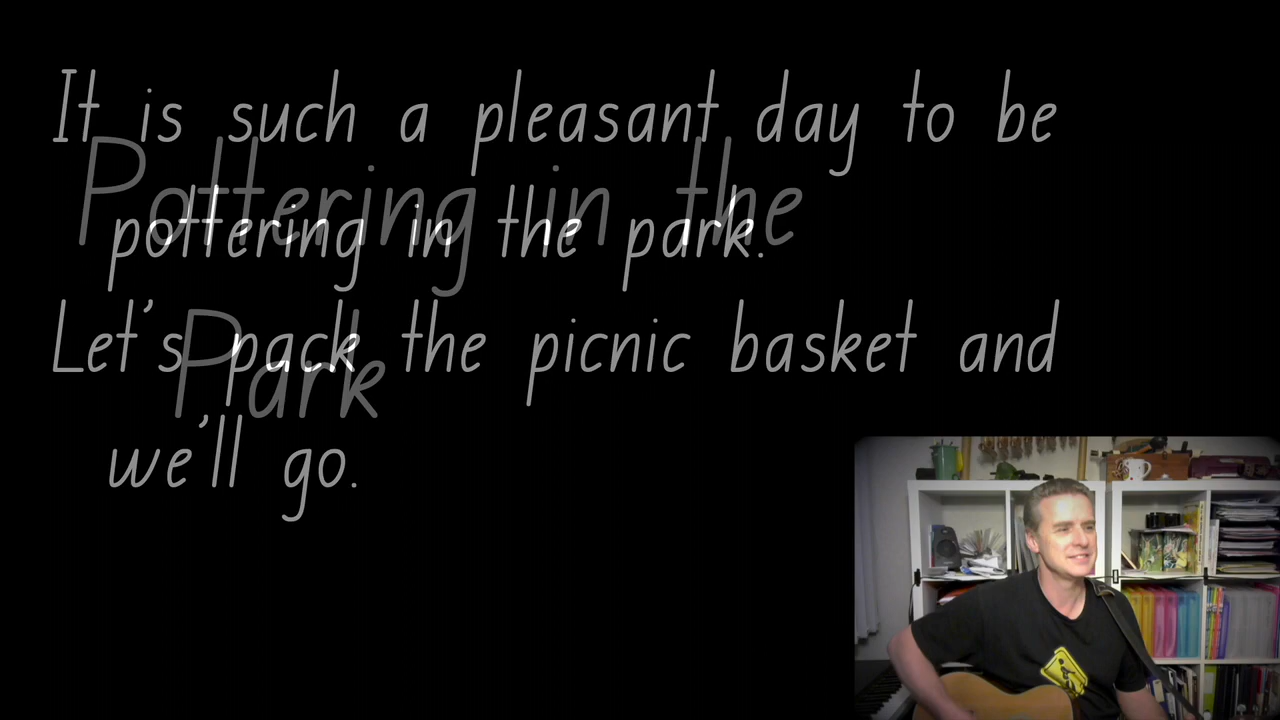 It is such a pleasant day to be
Pottering in the
pottering in the park.
Let's pack the picnic basket and
Park
we'll go.